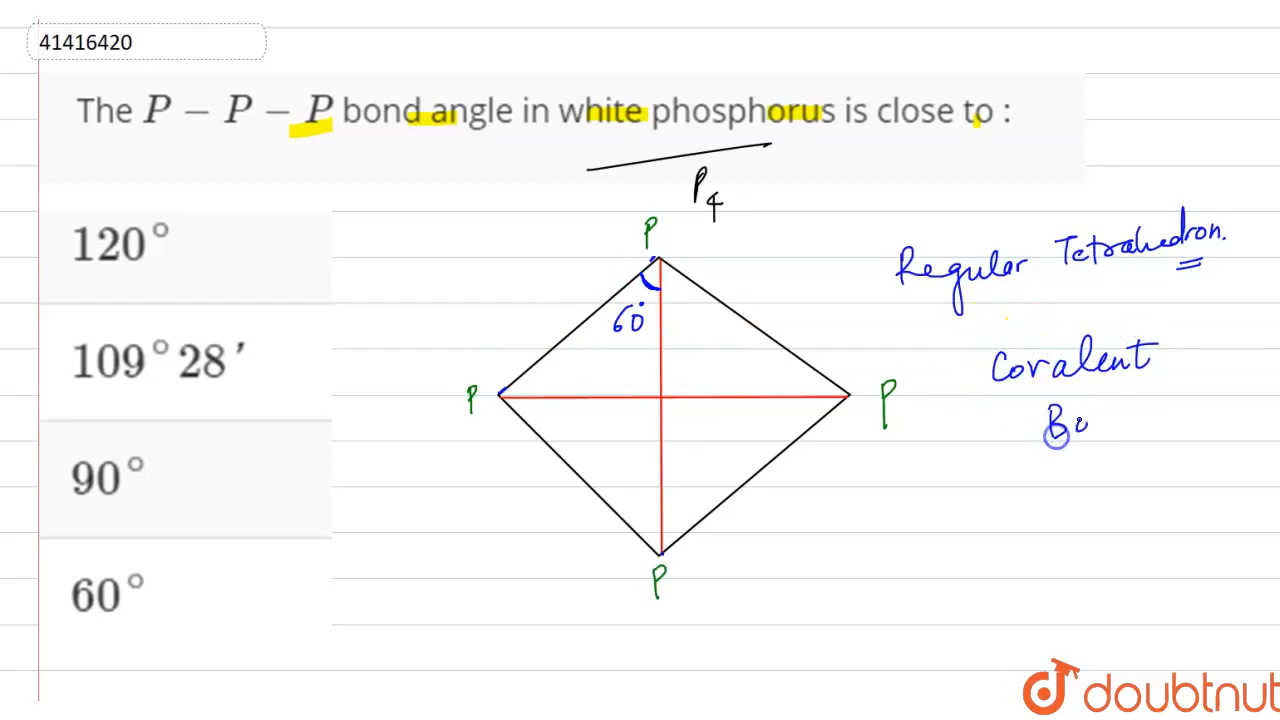 41416420
The P − P − P bond angle in white phosphorus is close to :
P4
120°
109°28′
90°
60°
P
60°
P
P
P
Regular Tetrahedron.
Covalent
Bo
doubtnut